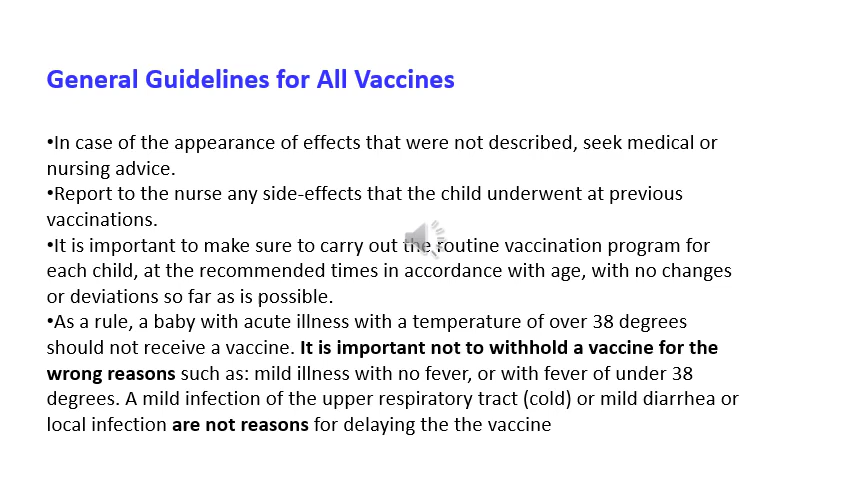 General Guidelines for All Vaccines
•In case of the appearance of effects that were not described, seek medical or
nursing advice.
•Report to the nurse any side-effects that the child underwent at previous
vaccinations.
•It is important to make sure to carry out the routine vaccination program for
each child, at the recommended times in accordance with age, with no changes
or deviations so far as is possible.
•As a rule, a baby with acute illness with a temperature of over 38 degrees
should not receive a vaccine. It is important not to withhold a vaccine for the
wrong reasons such as: mild illness with no fever, or with fever of under 38
degrees. A mild infection of the upper respiratory tract (cold) or mild diarrhea or
local infection are not reasons for delaying the the vaccine